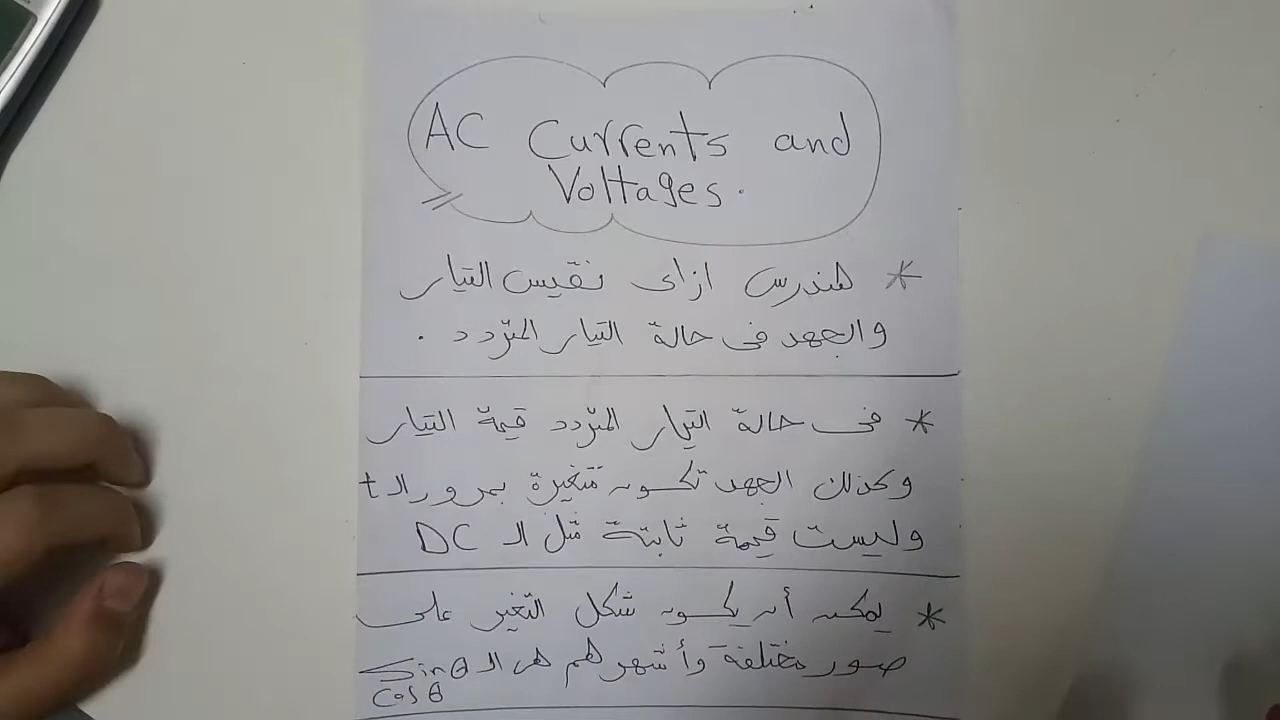 AC Currents and
Voltages.
* هندرس ازاى نقيس التيار
والجهد فى حالة التيار المتردد .
* فى حالة التيار المتردد قيمة التيار
وكذلك الجهد تكون متغيرة بمرور الـ t
وليست قيمة ثابتة مثل الـ DC
* يمكن أن يكون شكل التغير على
صور مختلفة وأشهرهم هى الـ sinθ
cosθ